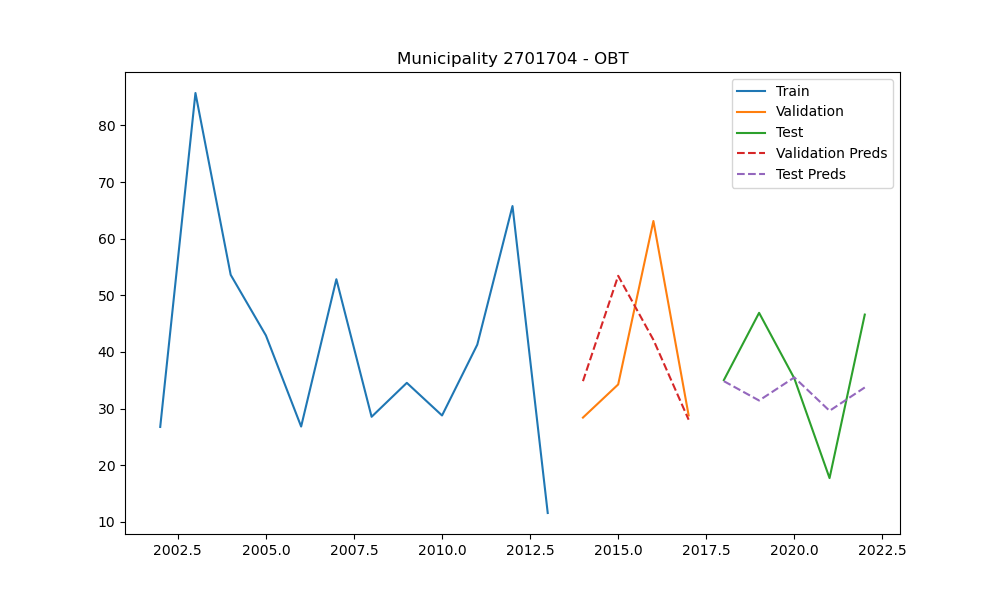 Municipality 2701704 - OBT
Train
Validation
Test
Validation Preds
Test Preds
80
70
60
50
40
30
20
10
2002.5 2005.0 2007.5 2010.0 2012.5 2015.0 2017.5 2020.0 2022.5